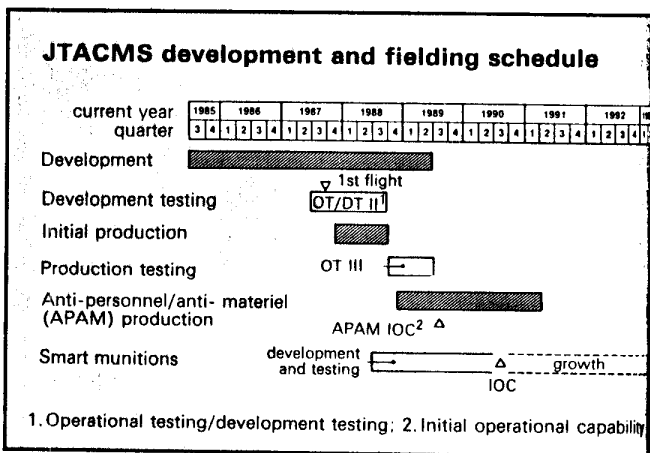 JTACMS development and fielding schedule
current year 1985 1986 1987 1988 1989 1990 1991 1992
quarter 3 4 1 2 3 4 1 2 3 4 1 2 3 4 1 2 3 4 1 2 3 4 1 2 3 4 1 2 3 4 1
Development
1st flight
Development testing OT/DT II1
Initial production
Production testing OT III
Anti-personnel/anti- materiel
(APAM) production
APAM IOC2
Smart munitions
development
and testing
growth
IOC
1. Operational testing/development testing; 2. Initial operational capability